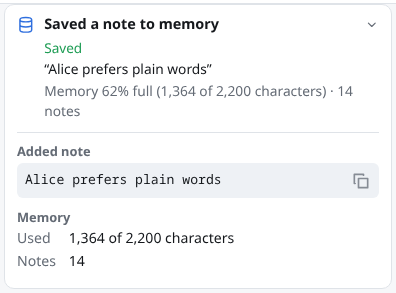 Saved a note to memory
Saved
“Alice prefers plain words”
Memory 62% full (1,364 of 2,200 characters) · 14
notes
Added note
Alice prefers plain words
Memory
Used 1,364 of 2,200 characters
Notes 14